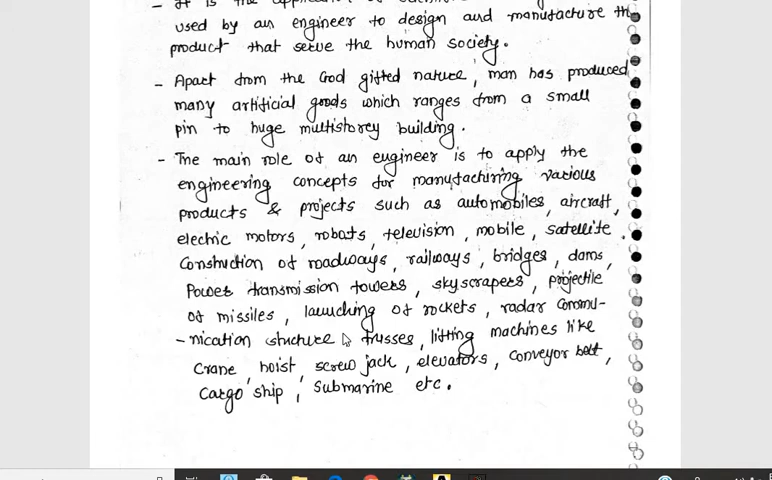 - It is the
used by an engineer to design and manufacture th
product that serve the human society.
- Apart from the God gifted nature, man has produced
many artificial goods which ranges from a small
pin to huge multistorey building.
- The main role of an engineer is to apply the
engineering concepts for manufacturing various
products & projects such as automobiles, aircraft,
electric motors, robots, television, mobile, satellite.
Construction of roadways, railways, bridges, dams,
Power transmission towers, skyscrapers, projectile
of missiles, launching of rockets, radar commu-
-nication structure trusses, lifting machines like
Crane, hoist, screw jack, elevators, conveyor belt,
Cargo ship, Submarine etc.